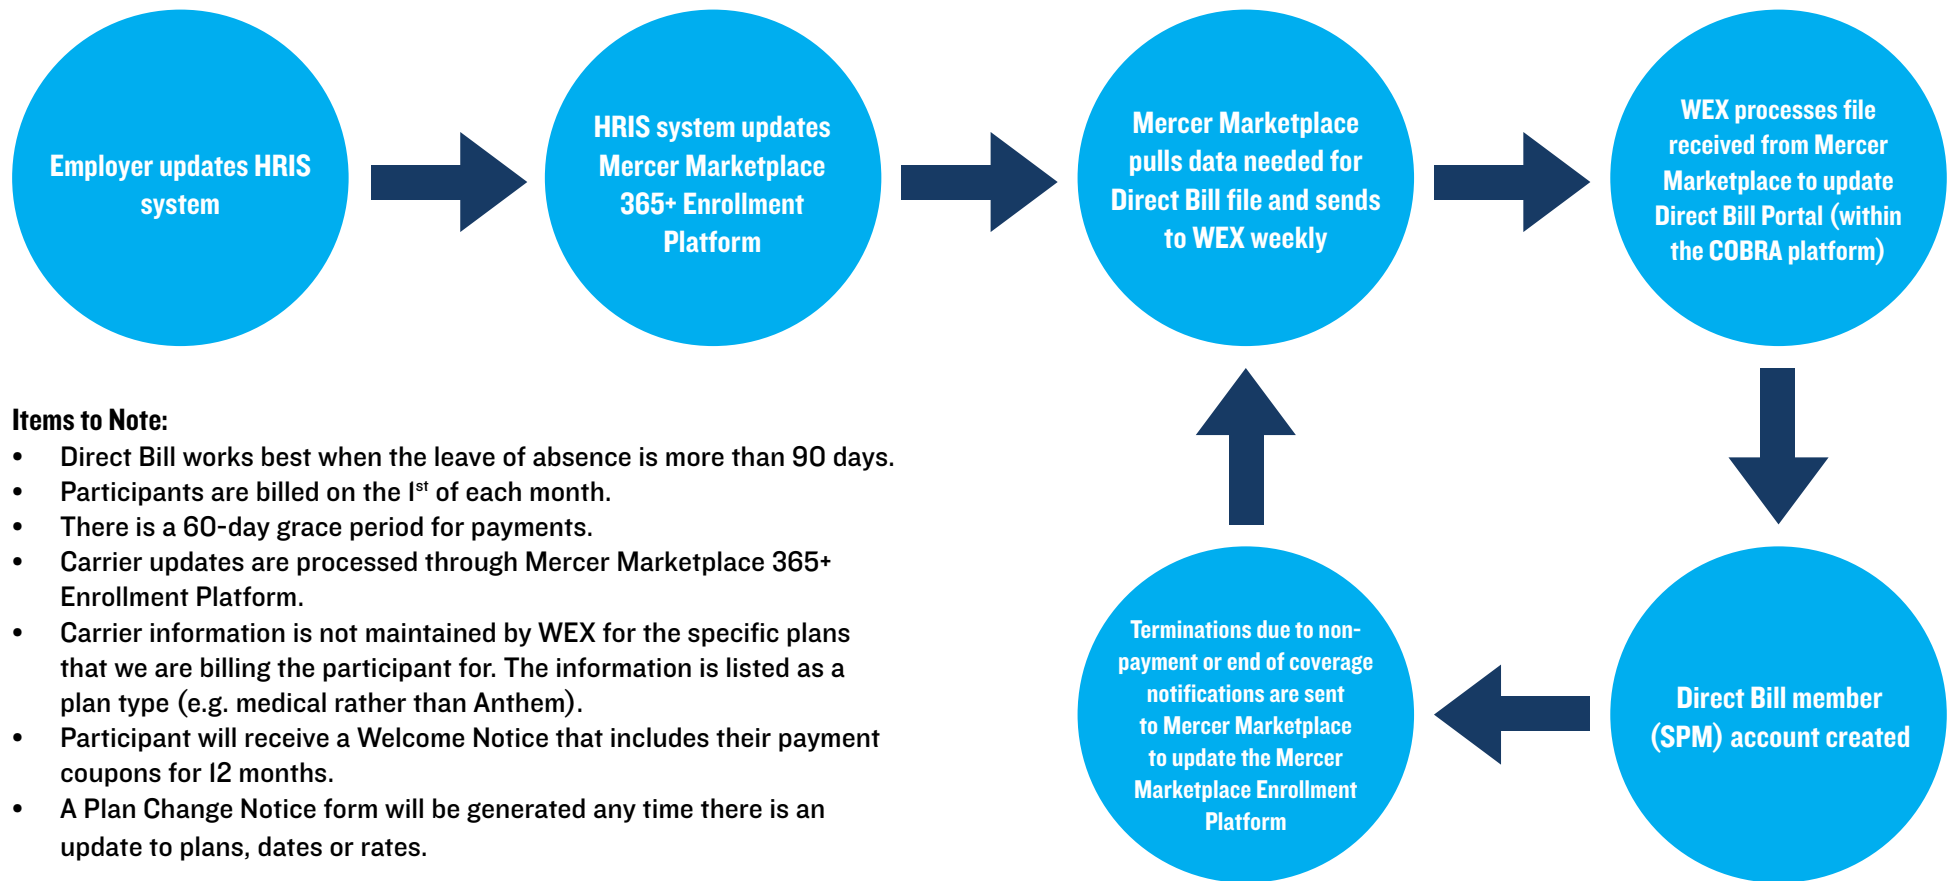 Employer updates HRIS
system
HRIS system updates
Mercer Marketplace
365+ Enrollment
Platform
Mercer Marketplace
pulls data needed for
Direct Bill file and sends
to WEX weekly
WEX processes file
received from Mercer
Marketplace to update
Direct Bill Portal (within
the COBRA platform)
Direct Bill member
(SPM) account created
Terminations due to non-
payment or end of coverage
notifications are sent
to Mercer Marketplace
to update the Mercer
Marketplace Enrollment
Platform
Items to Note:
• Direct Bill works best when the leave of absence is more than 90 days.
• Participants are billed on the 1st of each month.
• There is a 60-day grace period for payments.
• Carrier updates are processed through Mercer Marketplace 365+
Enrollment Platform.
• Carrier information is not maintained by WEX for the specific plans
that we are billing the participant for. The information is listed as a
plan type (e.g. medical rather than Anthem).
• Participant will receive a Welcome Notice that includes their payment
coupons for 12 months.
• A Plan Change Notice form will be generated any time there is an
update to plans, dates or rates.